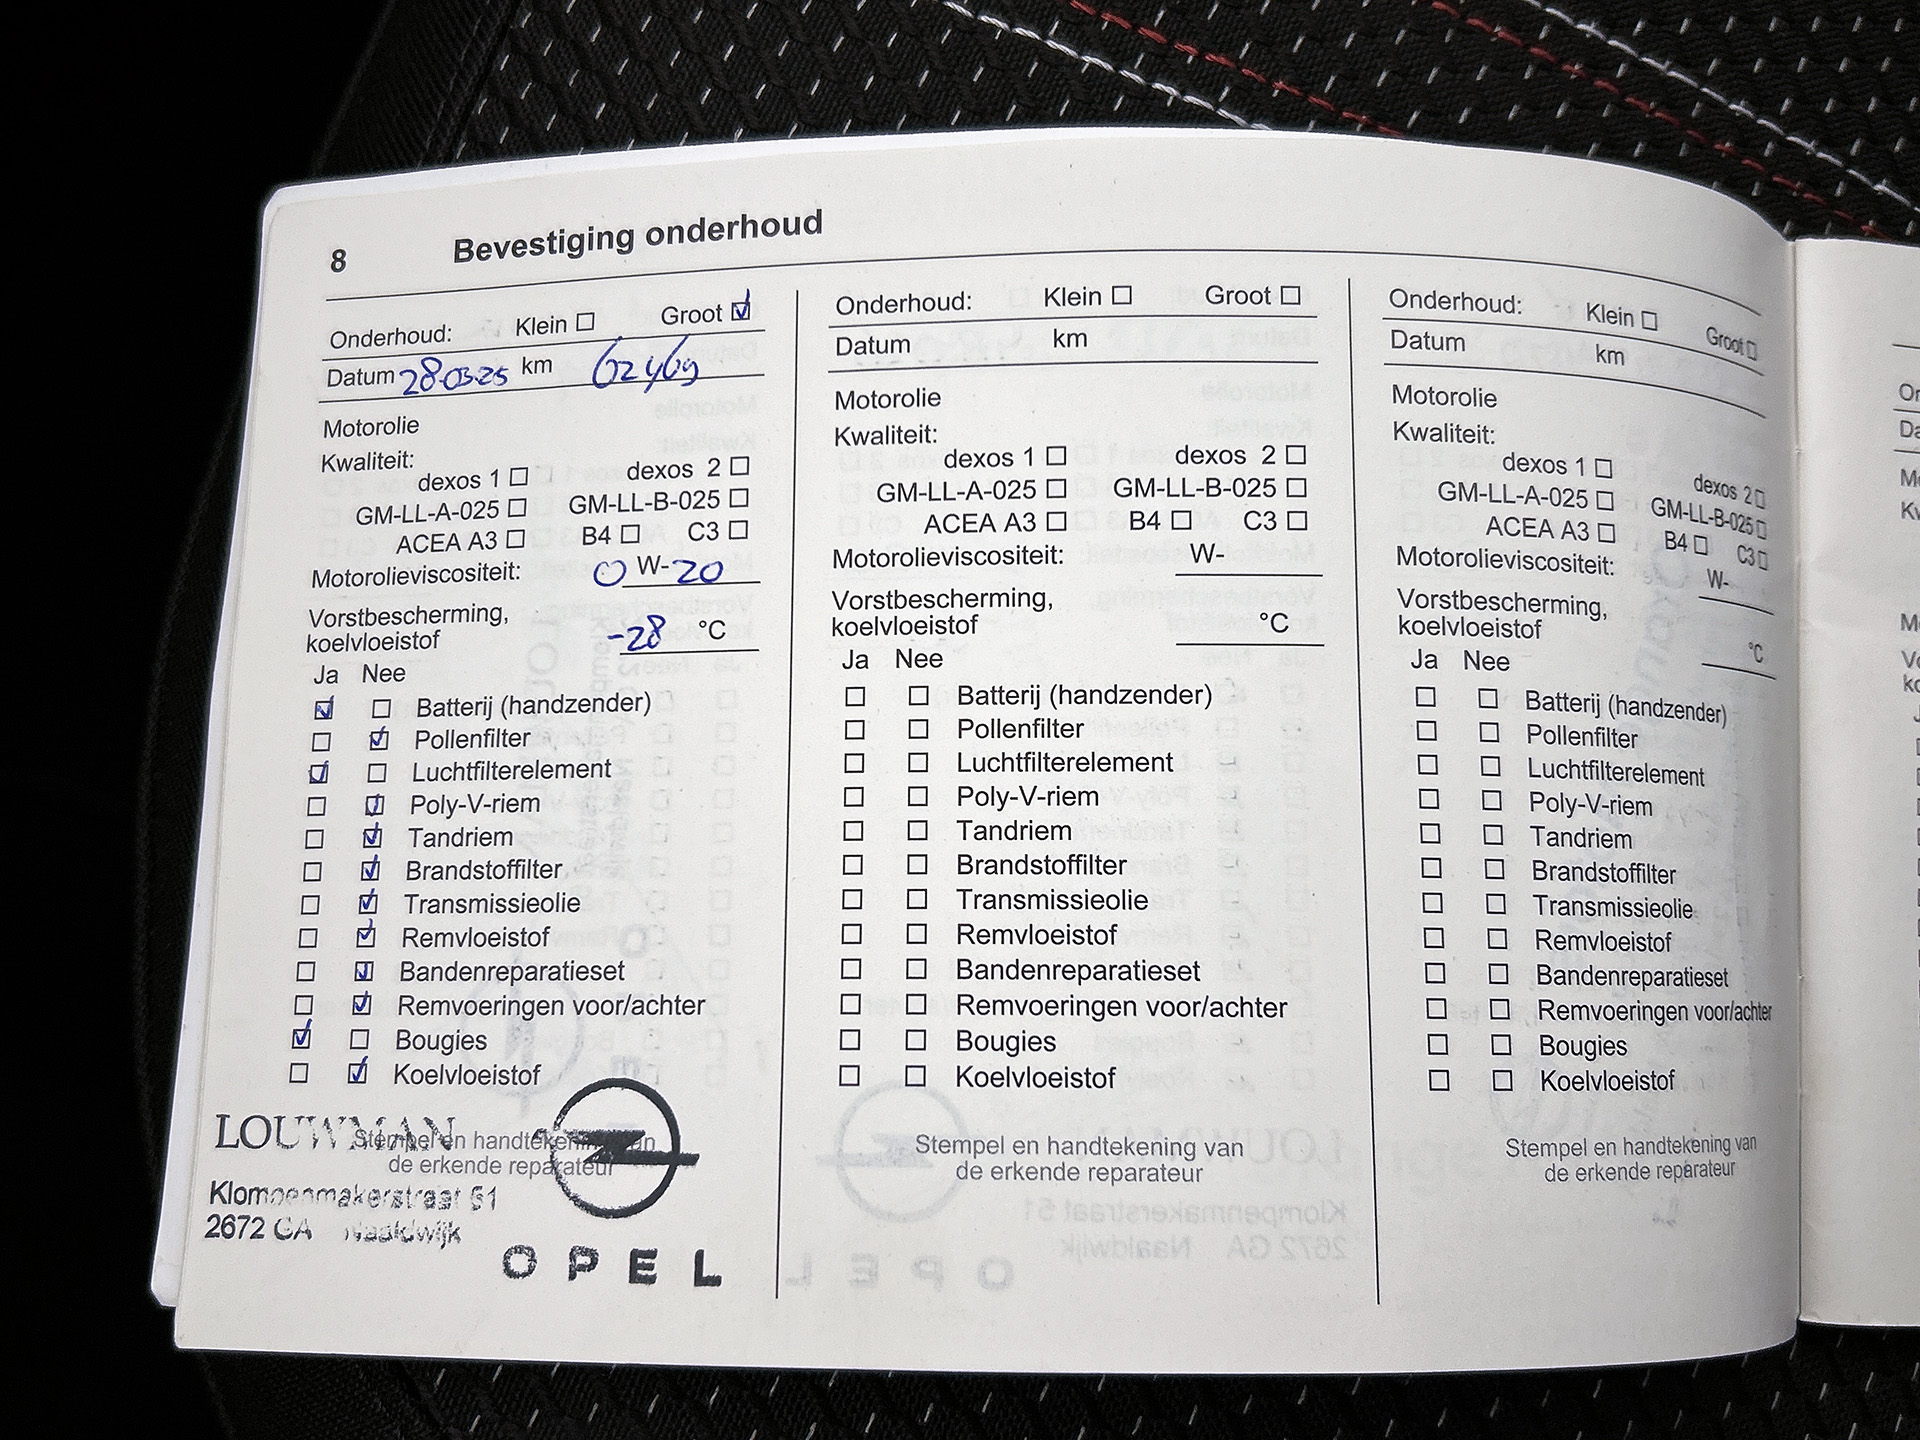 8 Bevestiging onderhoud
Onderhoud: Klein Groot
Datum 28-03-25 km 62469
Motorolie
Kwaliteit:
dexos 1 dexos 2
GM-LL-A-025 GM-LL-B-025
ACEA A3 B4 C3
Motorolieviscositeit: 0 W-20
Vorstbescherming,
koelvloeistof -28 °C
Ja Nee
Batterij (handzender)
Pollenfilter
Luchtfilterelement
Poly-V-riem
Tandriem
Brandstoffilter
Transmissieolie
Remvloeistof
Bandenreparatieset
Remvoeringen voor/achter
Bougies
Koelvloeistof
Stempel en handtekening van
de erkende reparateur
LOUWMAN
Klompenmakerstraat 51
2672 GA Naaldwijk
OPEL
Onderhoud: Klein Groot
Datum km
Motorolie
Kwaliteit:
dexos 1 dexos 2
GM-LL-A-025 GM-LL-B-025
ACEA A3 B4 C3
Motorolieviscositeit: W-
Vorstbescherming,
koelvloeistof °C
Ja Nee
Batterij (handzender)
Pollenfilter
Luchtfilterelement
Poly-V-riem
Tandriem
Brandstoffilter
Transmissieolie
Remvloeistof
Bandenreparatieset
Remvoeringen voor/achter
Bougies
Koelvloeistof
Stempel en handtekening van
de erkende reparateur
Onderhoud: Klein Groot
Datum km
Motorolie
Kwaliteit:
dexos 1 dexos 2
GM-LL-A-025 GM-LL-B-025
ACEA A3 B4 C3
Motorolieviscositeit: W-
Vorstbescherming,
koelvloeistof °C
Ja Nee
Batterij (handzender)
Pollenfilter
Luchtfilterelement
Poly-V-riem
Tandriem
Brandstoffilter
Transmissieolie
Remvloeistof
Bandenreparatieset
Remvoeringen voor/achter
Bougies
Koelvloeistof
Stempel en handtekening van
de erkende reparateur